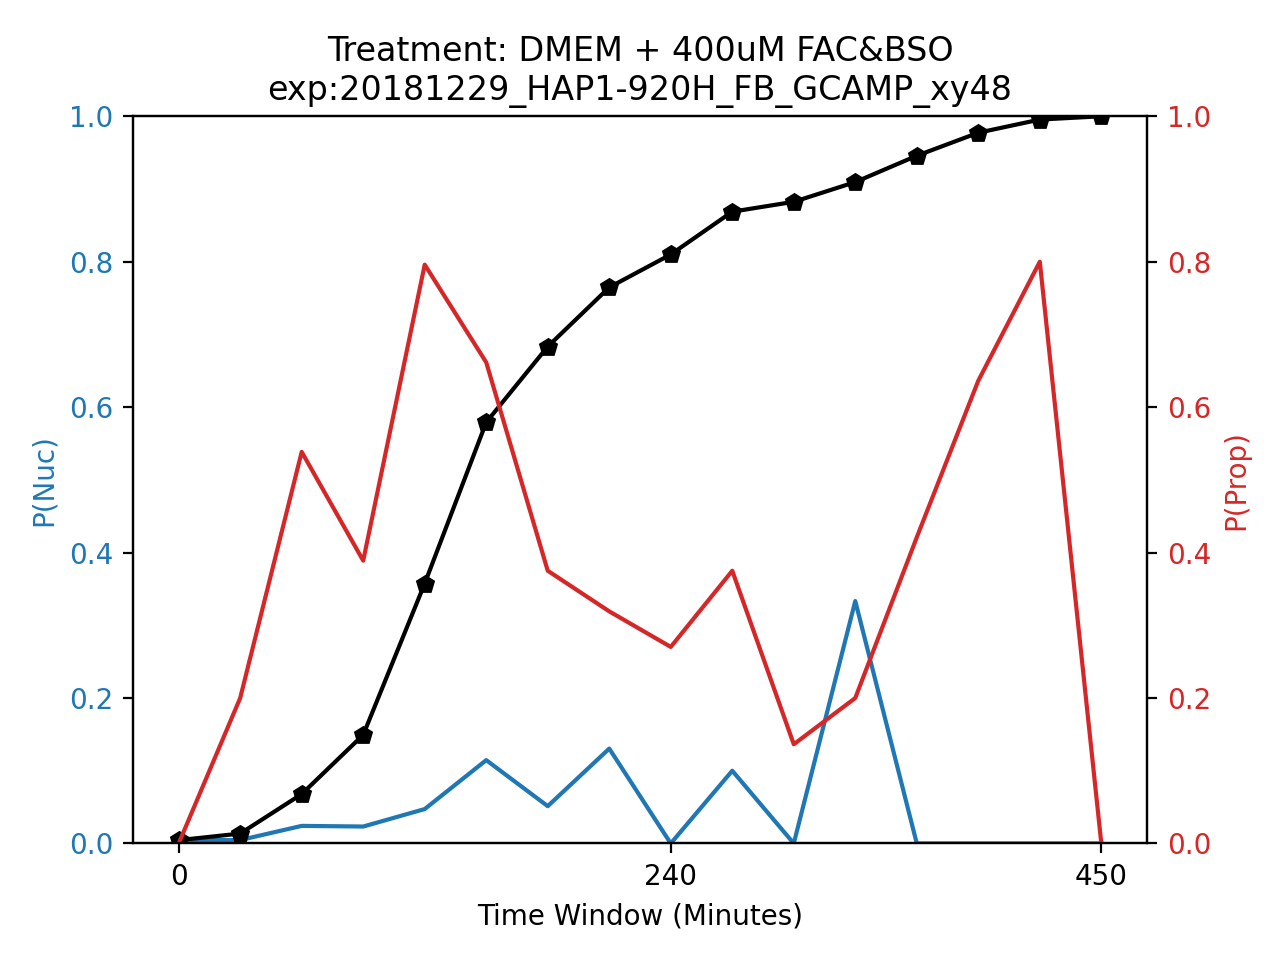 Treatment: DMEM + 400uM FAC&BSO
exp:20181229_HAP1-920H_FB_GCAMP_xy48
1.0
0.8
0.6
0.4
0.2
0.0
P(Nuc)
1.0
0.8
0.6
0.4
0.2
0.0
P(Prop)
0 240 450
Time Window (Minutes)